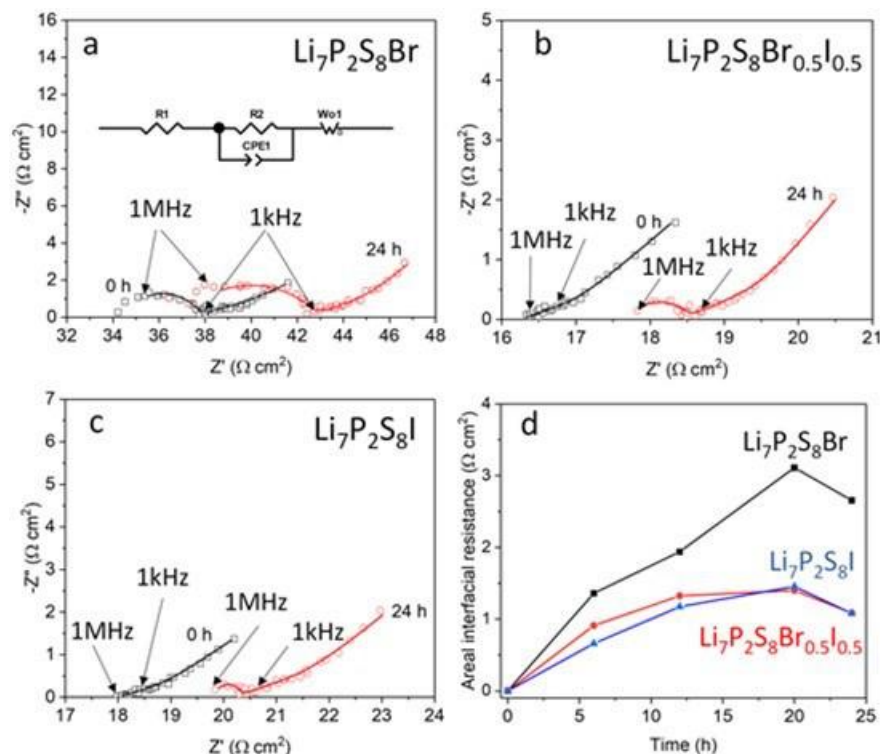 a
Li₇P₂S₈Br
16
14
12
10
8
6
4
2
0
-Z" (Ω cm²)
R1
R2
Wo1
CPE1
1MHz
1kHz
0 h
24 h
32 34 36 38 40 42 44 46 48
Z' (Ω cm²)
b
Li₇P₂S₈Br₀.₅I₀.₅
5
4
3
2
1
0
-Z" (Ω cm²)
1MHz
1kHz
0 h
24 h
1MHz
1kHz
16 17 18 19 20 21
Z' (Ω cm²)
c
Li₇P₂S₈I
7
6
5
4
3
2
1
0
-Z" (Ω cm²)
1kHz
1MHz
0 h
1MHz
1kHz
24 h
17 18 19 20 21 22 23 24
Z' (Ω cm²)
d
Li₇P₂S₈Br
Li₇P₂S₈I
Li₇P₂S₈Br₀.₅I₀.₅
4
3
2
1
0
Areal interfacial resistance (Ω cm²)
0 5 10 15 20 25
Time (h)